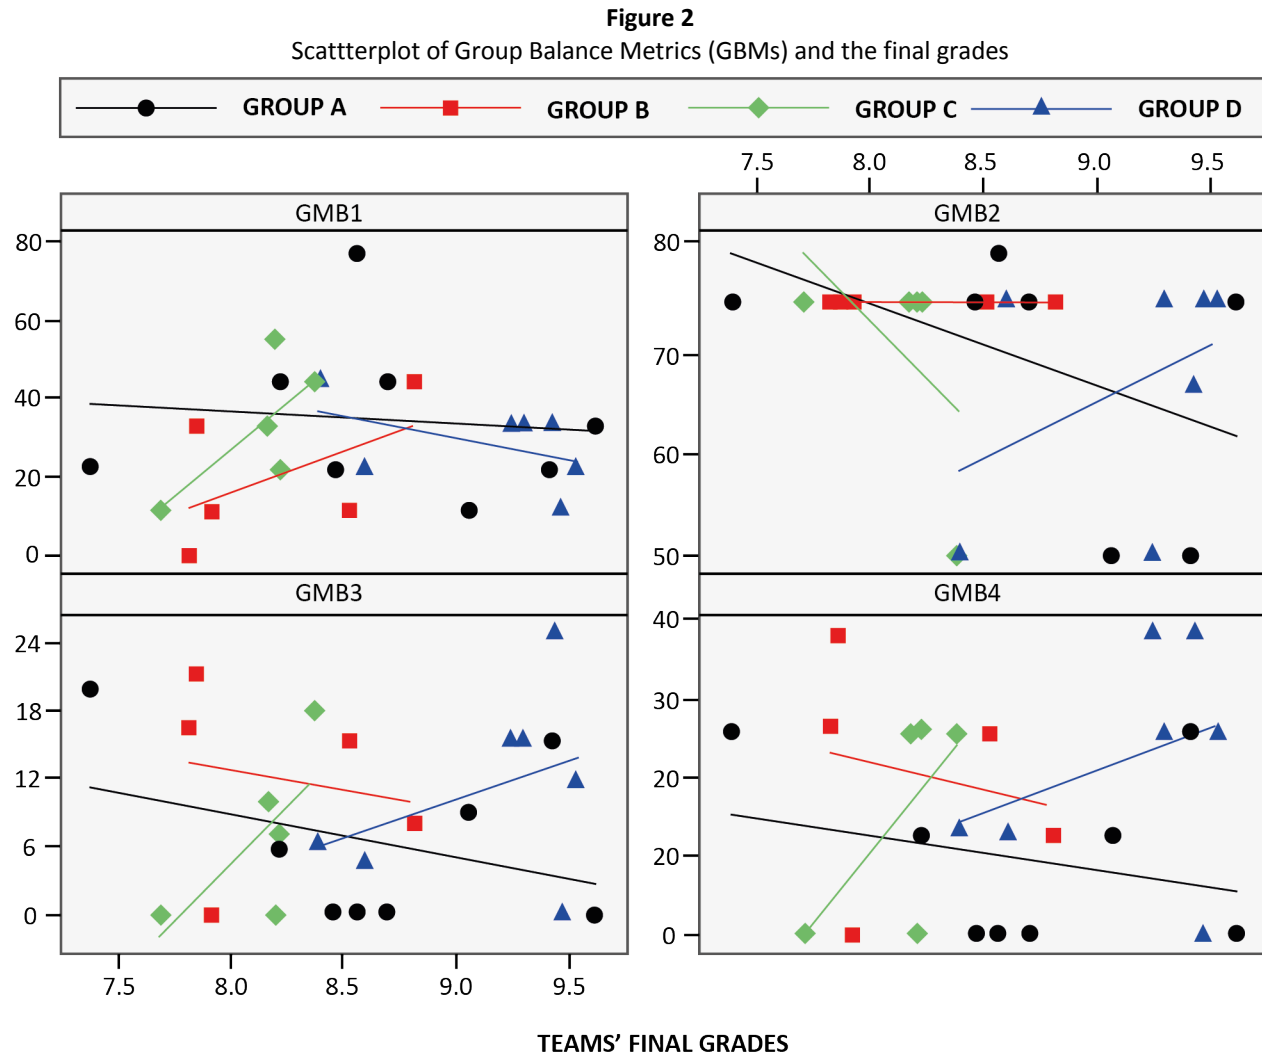 Figure 2
Scattterplot of Group Balance Metrics (GBMs) and the final grades
GROUP A GROUP B GROUP C GROUP D
7.5 8.0 8.5 9.0 9.5
GMB1
80
60
40
20
0
GMB2
80
70
60
50
GMB3
24
18
12
6
0
GMB4
40
30
20
20
0
7.5 8.0 8.5 9.0 9.5
TEAMS’ FINAL GRADES